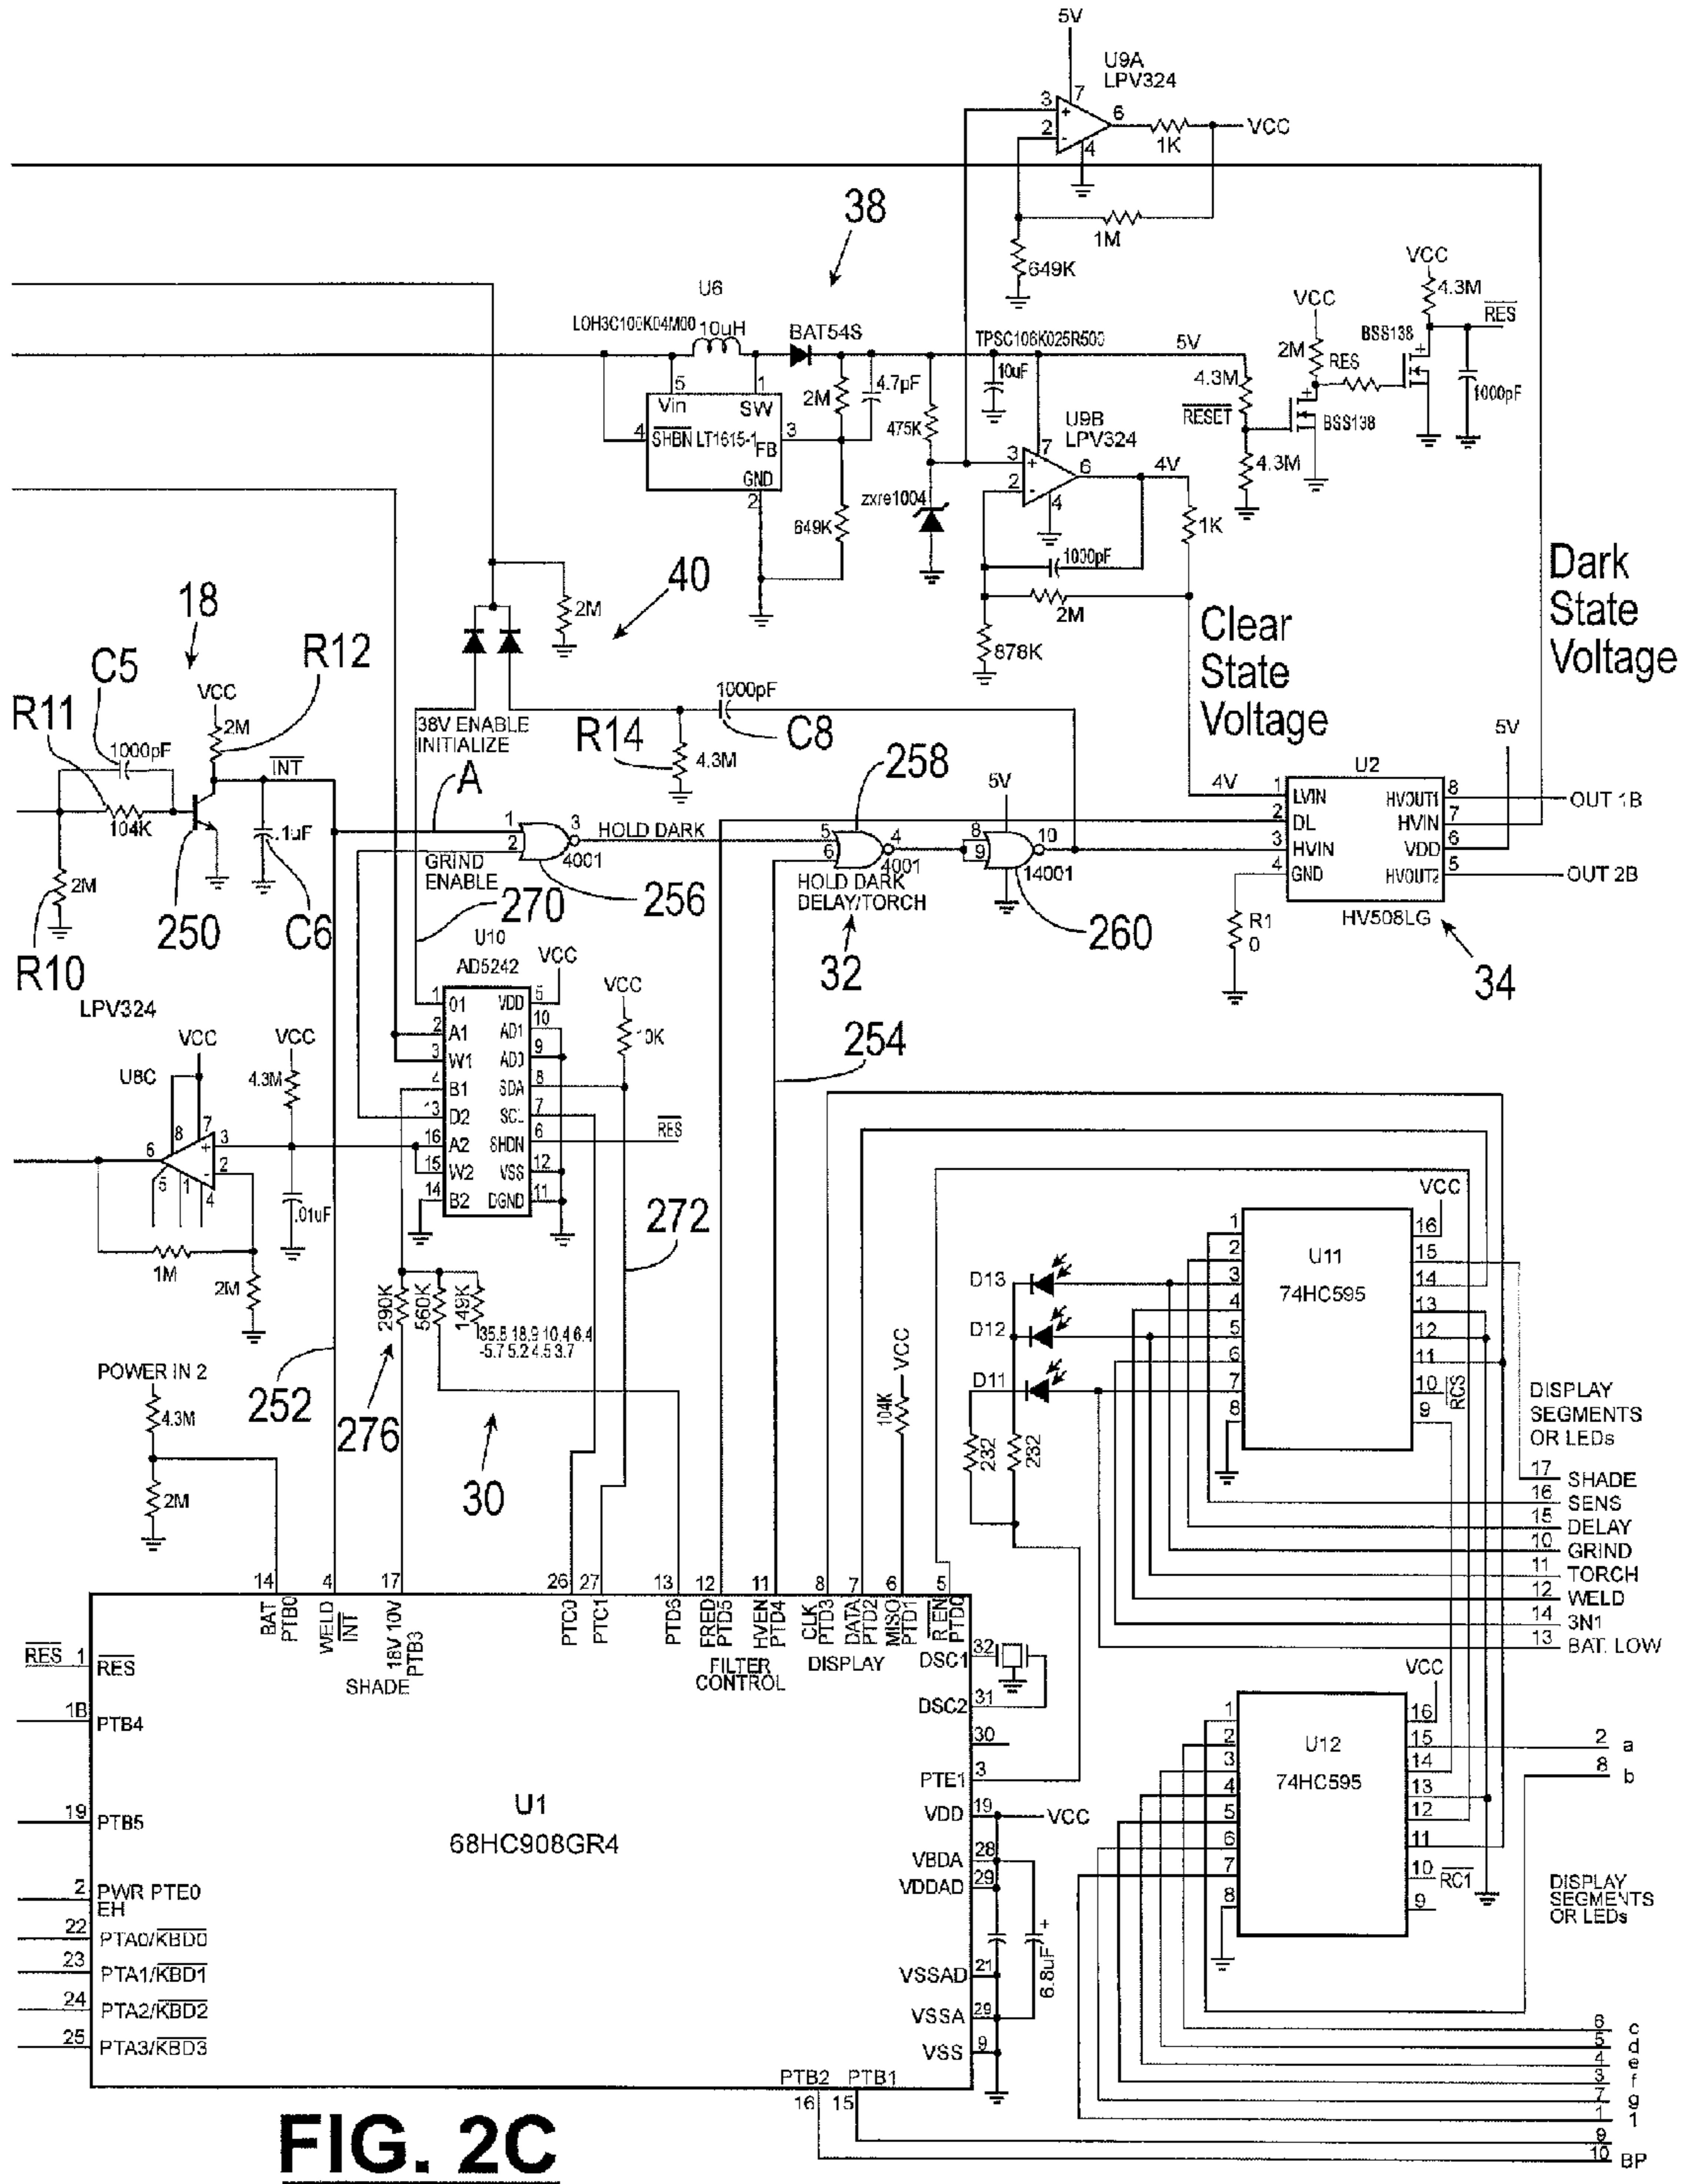 5V
U9A
LPV324
3
7
+
6
2
-
4
1K
VCC
1M
649K
38
U6
LOH3C100K04M00
10uH
BAT54S
TPSC106K025R500
5V
5
1
Vin
SW
4
SHBN LT1615-1
FB
3
GND
2
2M
4.7pF
649K
475K
10uF
zxre1004
U9B
LPV324
3
7
+
6
4V
2
-
4
1K
1000pF
2M
878K
VCC
4.3M
RES
VCC
BSS138
2M
RES
4.3M
RESET
BSS138
1000pF
4.3M
Dark
State
Voltage
Clear
State
Voltage
40
2M
18
R12
C5
VCC
R11
2M
1000pF
INT
104K
.1uF
2M
250
C6
R10
38V ENABLE
INITIALIZE
1000pF
R14
C8
4.3M
A
258
5V
1
3
HOLD DARK
2
4001
GRIND
ENABLE
5
4
6
4001
HOLD DARK
DELAY/TORCH
8
10
9
14001
270
256
32
260
5V
U2
4V
1
LVIN
HVOUT1
8
OUT 1B
2
DL
HVIN
7
3
HVIN
VDD
6
4
GND
HVOUT2
5
OUT 2B
HV508LG
R1
0
34
U10
AD5242
VCC
1
01
VDD
5
2
A1
AD1
10
3
W1
AD0
9
4
B1
SDA
8
13
D2
SCL
7
16
A2
SHDN
6
RES
15
W2
VSS
12
14
B2
DGND
11
VCC
10K
254
LPV324
VCC
VCC
U8C
4.3M
7
8
6
+
3
-
2
5
1
4
.01uF
1M
2M
272
290K
560K
149K
35.8 18.9 10.4 6.4
-5.7 5.2 4.5 3.7
252
276
30
POWER IN 2
4.3M
2M
VCC
104K
D13
D12
D11
232
232
VCC
U11
74HC595
1
2
3
4
5
6
7
8
16
15
14
13
12
11
10
RCS
9
DISPLAY
SEGMENTS
OR LEDs
17
SHADE
16
SENS
15
DELAY
10
GRIND
11
TORCH
12
WELD
14
3N1
13
BAT. LOW
VCC
U12
74HC595
1
2
3
4
5
6
7
8
16
15
14
13
12
11
10
RC1
9
2
a
8
b
DISPLAY
SEGMENTS
OR LEDs
6
c
5
d
4
e
3
f
7
g
1
1
9
10
BP
14
4
17
26
27
13
12
11
8
7
6
5
BAT
PTB0
WELD
INT
18V 10V
PTB3
SHADE
PTC0
PTC1
PTD6
FRED
PTD5
HVEN
PTD4
FILTER
CONTROL
CLK
PTD3
DATA
PTD2
MISO
PTD1
RTEN
PTD0
DISPLAY
RES
1
RES
1B
PTB4
19
PTB5
2
PWR PTE0
EH
22
PTA0/KBD0
23
PTA1/KBD1
24
PTA2/KBD2
25
PTA3/KBD3
U1
68HC908GR4
DSC1
32
DSC2
31
30
PTE1
3
VDD
19
VCC
VBDA
28
VDDAD
29
VSSAD
21
VSSA
29
VSS
9
+
6.8uF
PTB2
PTB1
16
15
FIG. 2C